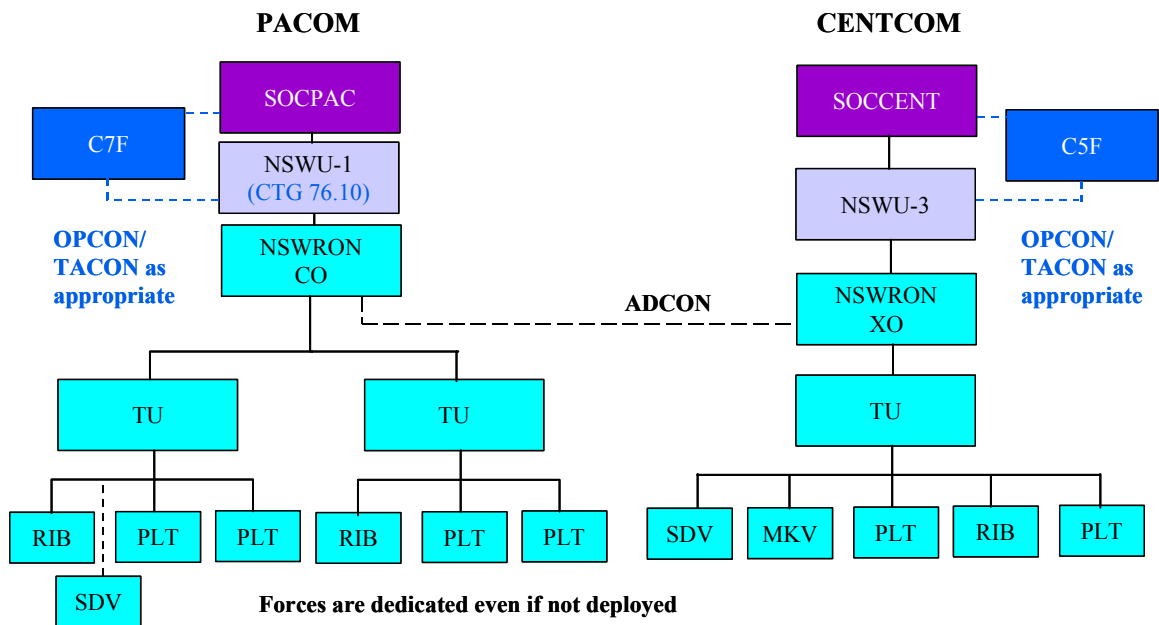 PACOM
CENTCOM
SOCPAC
SOCCENT
C7F
C5F
NSWU-1
(CTG 76.10)
NSWU-3
OPCON/
TACON as
appropriate
NSWRON
CO
OPCON/
TACON as
appropriate
ADCON
NSWRON
XO
TU
TU
TU
RIB
PLT
PLT
RIB
PLT
PLT
SDV
MKV
PLT
RIB
PLT
SDV
Forces are dedicated even if not deployed